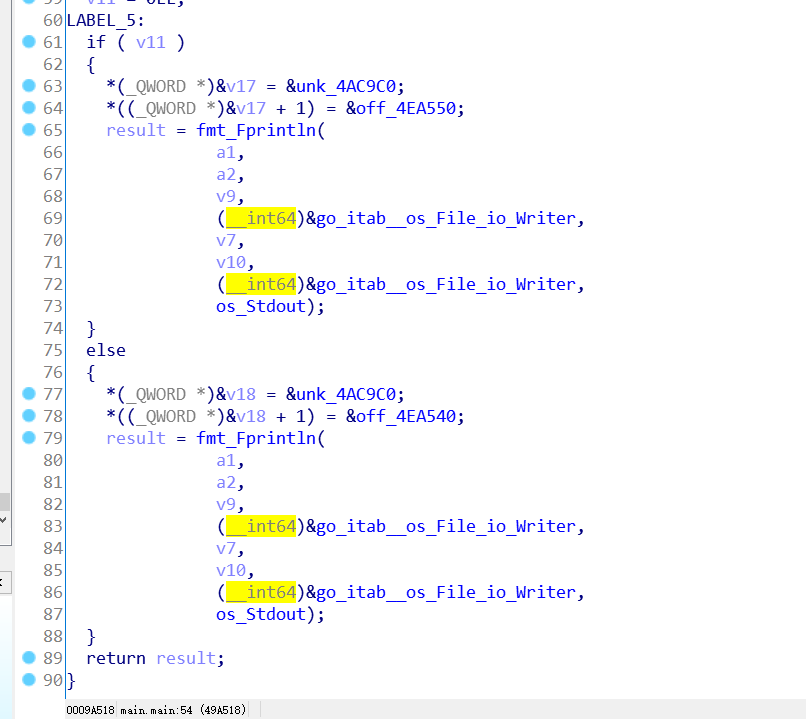 60 LABEL_5:
61   if ( v11 )
62   {
63     *(_QWORD *)&v17 = &unk_4AC9C0;
64     *((_QWORD *)&v17 + 1) = &off_4EA550;
65     result = fmt_Fprintln(
66                a1,
67                a2,
68                v9,
69                (__int64)&go_itab__os_File_io_Writer,
70                v7,
71                v10,
72                (__int64)&go_itab__os_File_io_Writer,
73                os_Stdout);
74   }
75   else
76   {
77     *(_QWORD *)&v18 = &unk_4AC9C0;
78     *((_QWORD *)&v18 + 1) = &off_4EA540;
79     result = fmt_Fprintln(
80                a1,
81                a2,
82                v9,
83                (__int64)&go_itab__os_File_io_Writer,
84                v7,
85                v10,
86                (__int64)&go_itab__os_File_io_Writer,
87                os_Stdout);
88   }
89   return result;
90 }
0009A518 main.main:54 (49A518)